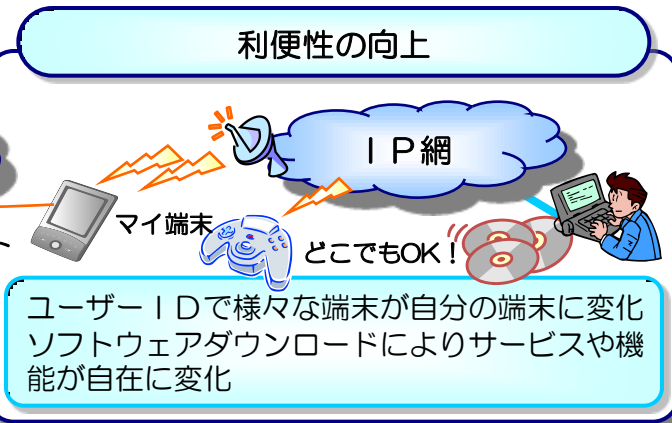 利便性の向上
ＩＰ網
マイ端末
どこでもOK！
ユーザーＩＤで様々な端末が自分の端末に変化
ソフトウェアダウンロードによりサービスや機
能が自在に変化